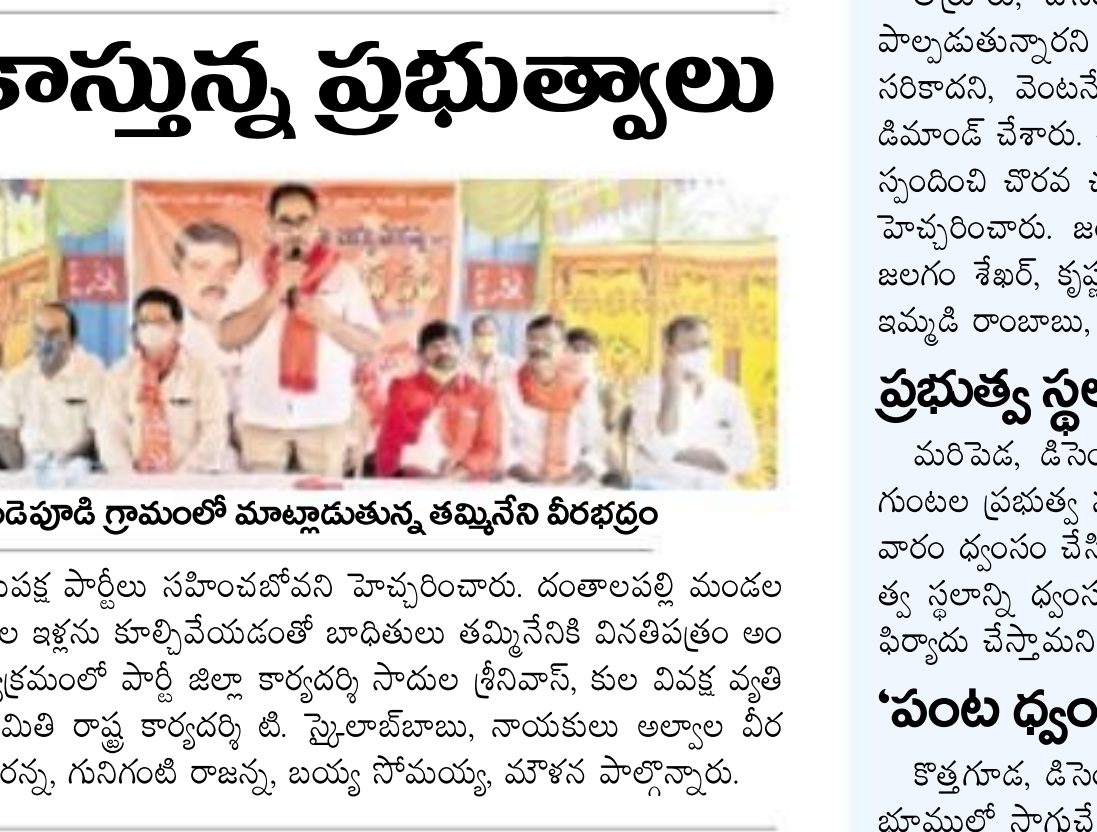 కాస్తున్న ప్రభుత్వాలు
గ్రామంలో మాట్లాడుతున్న తమ్మినేని వీరభద్రం
పార్టీలు సహించబోవని హెచ్చరించారు. దంతాలపల్లి మండల
ల ఇళ్లను కూల్చివేయడంతో బాధితులు తమ్మినేనికి వినతిపత్రం అం
క్రమంలో పార్టీ జిల్లా కార్యదర్శి సాదుల శ్రీనివాస్, కుల వివక్ష వ్యతి
మితి రాష్ట్ర కార్యదర్శి టి. స్కైలాబ్‌బాబు, నాయకులు అల్వాల వీర
రన్న, గునిగంటి రాజన్న, బయ్య సోమయ్య, మౌళన పాల్గొన్నారు.
పాల్పడుతున్నారని
సరికాదని, వెంటనే
డిమాండ్ చేశారు.
స్పందించి చొరవ
హెచ్చరించారు.
జలగం శేఖర్, కృష్ణ
ఇమ్మడి రాంబాబు,
ప్రభుత్వ స్థల
మరిపెడ, డిసెం
గుంటల ప్రభుత్వ
వారం ధ్వంసం చేసి
త్వ స్థలాన్ని ధ్వంస
ఫిర్యాదు చేస్తామని
‘పంట ధ్వం
కొత్తగూడ, డిసెం
భూములో సాగుచే